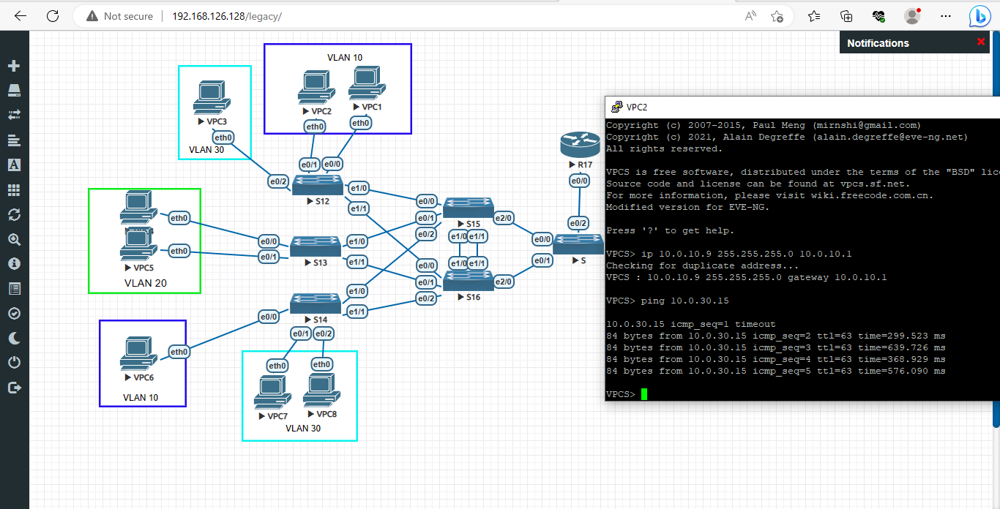 Not secure
192.168.126.128/legacy/
Notifications
VLAN 10
VPC2
VPC1
eth0
eth0
VPC3
eth0
VLAN 30
e0/1
e0/0
e0/2
S12
e1/0
e1/1
eth0
eth0
VPC5
VLAN 20
e0/0
e0/1
S13
e1/0
e1/1
e0/0
e0/1
e0/2
S15
e2/0
e1/0
e1/1
e1/0
e1/1
e0/0
e0/1
e0/2
S16
e2/0
R17
e0/0
e0/2
e0/0
e0/1
S
e0/0
S14
e1/0
e1/1
e0/1
e0/2
eth0
VPC6
VLAN 10
eth0
eth0
VPC7
VPC8
VLAN 30
VPC2
Copyright (c) 2007-2015, Paul Meng (mirnshi@gmail.com)
Copyright (c) 2021, Alain Degreffe (alain.degreffe@eve-ng.net)
All rights reserved.
VPCS is free software, distributed under the terms of the "BSD" lic
Source code and license can be found at vpcs.sf.net.
For more information, please visit wiki.freecode.com.cn.
Modified version for EVE-NG.
Press '?' to get help.
VPCS> ip 10.0.10.9 255.255.255.0 10.0.10.1
Checking for duplicate address...
VPCS : 10.0.10.9 255.255.255.0 gateway 10.0.10.1
VPCS> ping 10.0.30.15
10.0.30.15 icmp_seq=1 timeout
84 bytes from 10.0.30.15 icmp_seq=2 ttl=63 time=299.523 ms
84 bytes from 10.0.30.15 icmp_seq=3 ttl=63 time=639.726 ms
84 bytes from 10.0.30.15 icmp_seq=4 ttl=63 time=368.929 ms
84 bytes from 10.0.30.15 icmp_seq=5 ttl=63 time=576.090 ms
VPCS>